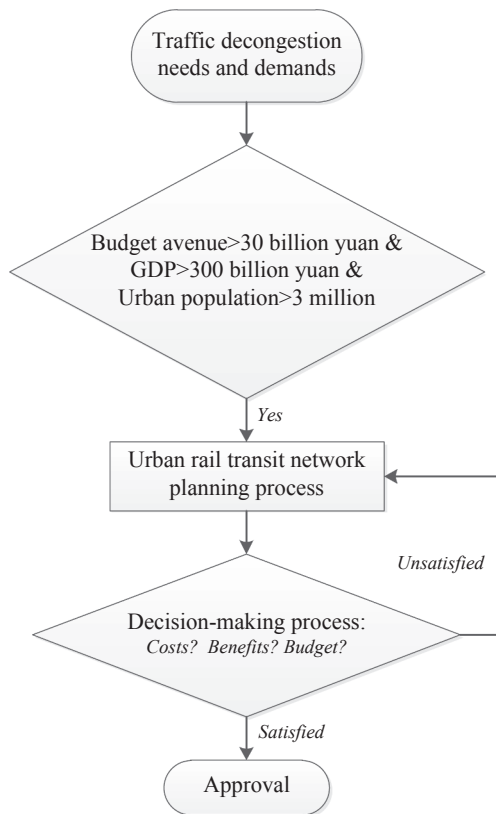 Traffic decongestion
needs and demands
Budget avenue>30 billion yuan &
GDP>300 billion yuan &
Urban population>3 million
Yes
Urban rail transit network
planning process
Unsatisfied
Decision-making process:
Costs? Benefits? Budget?
Satisfied
Approval